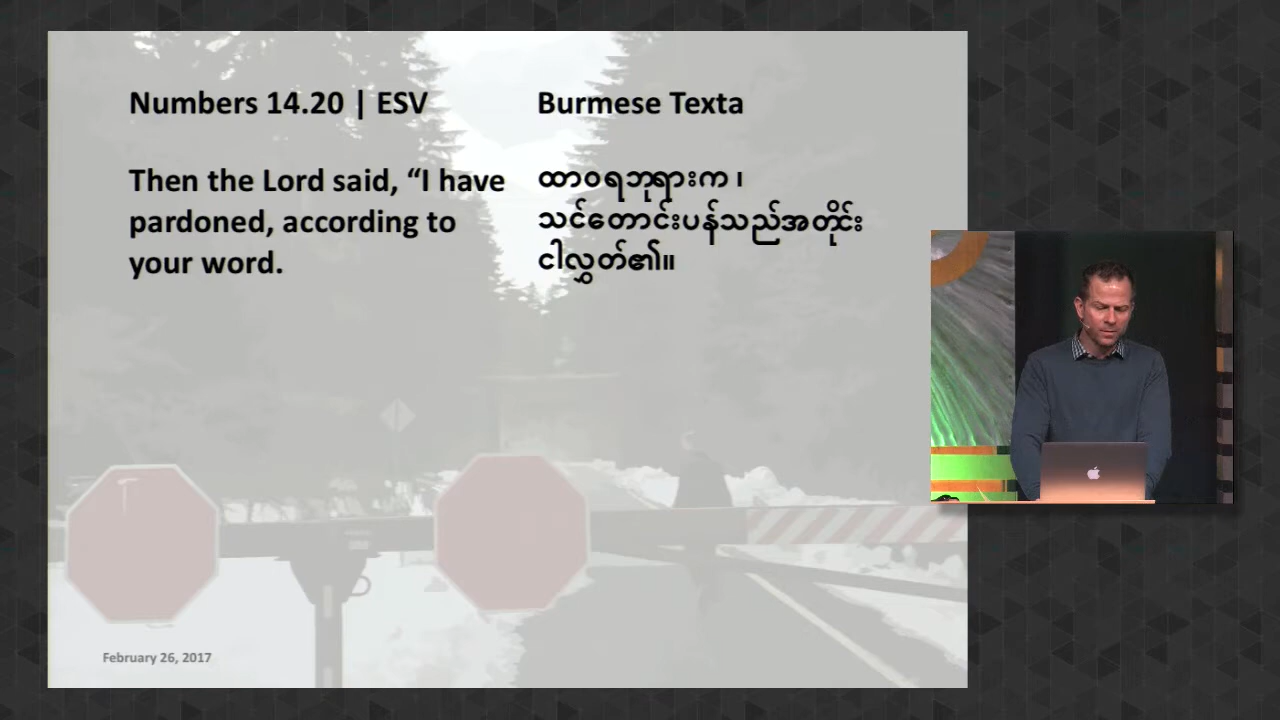 Numbers 14.20 | ESV
Then the Lord said, “I have
pardoned, according to
your word.
Burmese Texta
ထာဝရဘုရားက ၊
သင်တောင်းပန်သည်အတိုင်း
ငါလွှတ်၏။
February 26, 2017